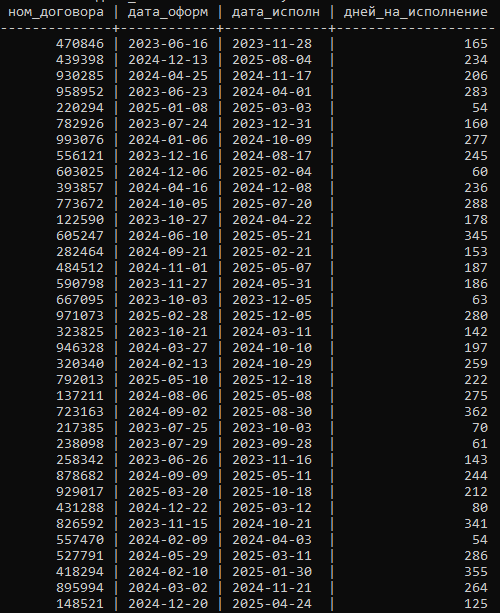 ном_договора | дата_оформ | дата_исполн | дней_на_исполнение
--------------+------------+-------------+--------------------
470846 | 2023-06-16 | 2023-11-28 | 165
439398 | 2024-12-13 | 2025-08-04 | 234
930285 | 2024-04-25 | 2024-11-17 | 206
958952 | 2023-06-23 | 2024-04-01 | 283
220294 | 2025-01-08 | 2025-03-03 | 54
782926 | 2023-07-24 | 2023-12-31 | 160
993076 | 2024-01-06 | 2024-10-09 | 277
556121 | 2023-12-16 | 2024-08-17 | 245
603025 | 2024-12-06 | 2025-02-04 | 60
393857 | 2024-04-16 | 2024-12-08 | 236
773672 | 2024-10-05 | 2025-07-20 | 288
122590 | 2023-10-27 | 2024-04-22 | 178
605247 | 2024-06-10 | 2025-05-21 | 345
282464 | 2024-09-21 | 2025-02-21 | 153
484512 | 2024-11-01 | 2025-05-07 | 187
590798 | 2023-11-27 | 2024-05-31 | 186
667095 | 2023-10-03 | 2023-12-05 | 63
971073 | 2025-02-28 | 2025-12-05 | 280
323825 | 2023-10-21 | 2024-03-11 | 142
946328 | 2024-03-27 | 2024-10-10 | 197
320340 | 2024-02-13 | 2024-10-29 | 259
792013 | 2025-05-10 | 2025-12-18 | 222
137211 | 2024-08-06 | 2025-05-08 | 275
723163 | 2024-09-02 | 2025-08-30 | 362
217385 | 2023-07-25 | 2023-10-03 | 70
238098 | 2023-07-29 | 2023-09-28 | 61
258342 | 2023-06-26 | 2023-11-16 | 143
878682 | 2024-09-09 | 2025-05-11 | 244
929017 | 2025-03-20 | 2025-10-18 | 212
431288 | 2024-12-22 | 2025-03-12 | 80
826592 | 2023-11-15 | 2024-10-21 | 341
557470 | 2024-02-09 | 2024-04-03 | 54
527791 | 2024-05-29 | 2025-03-11 | 286
418294 | 2024-02-10 | 2025-01-30 | 355
895994 | 2024-03-02 | 2024-11-21 | 264
148521 | 2024-12-20 | 2025-04-24 | 125